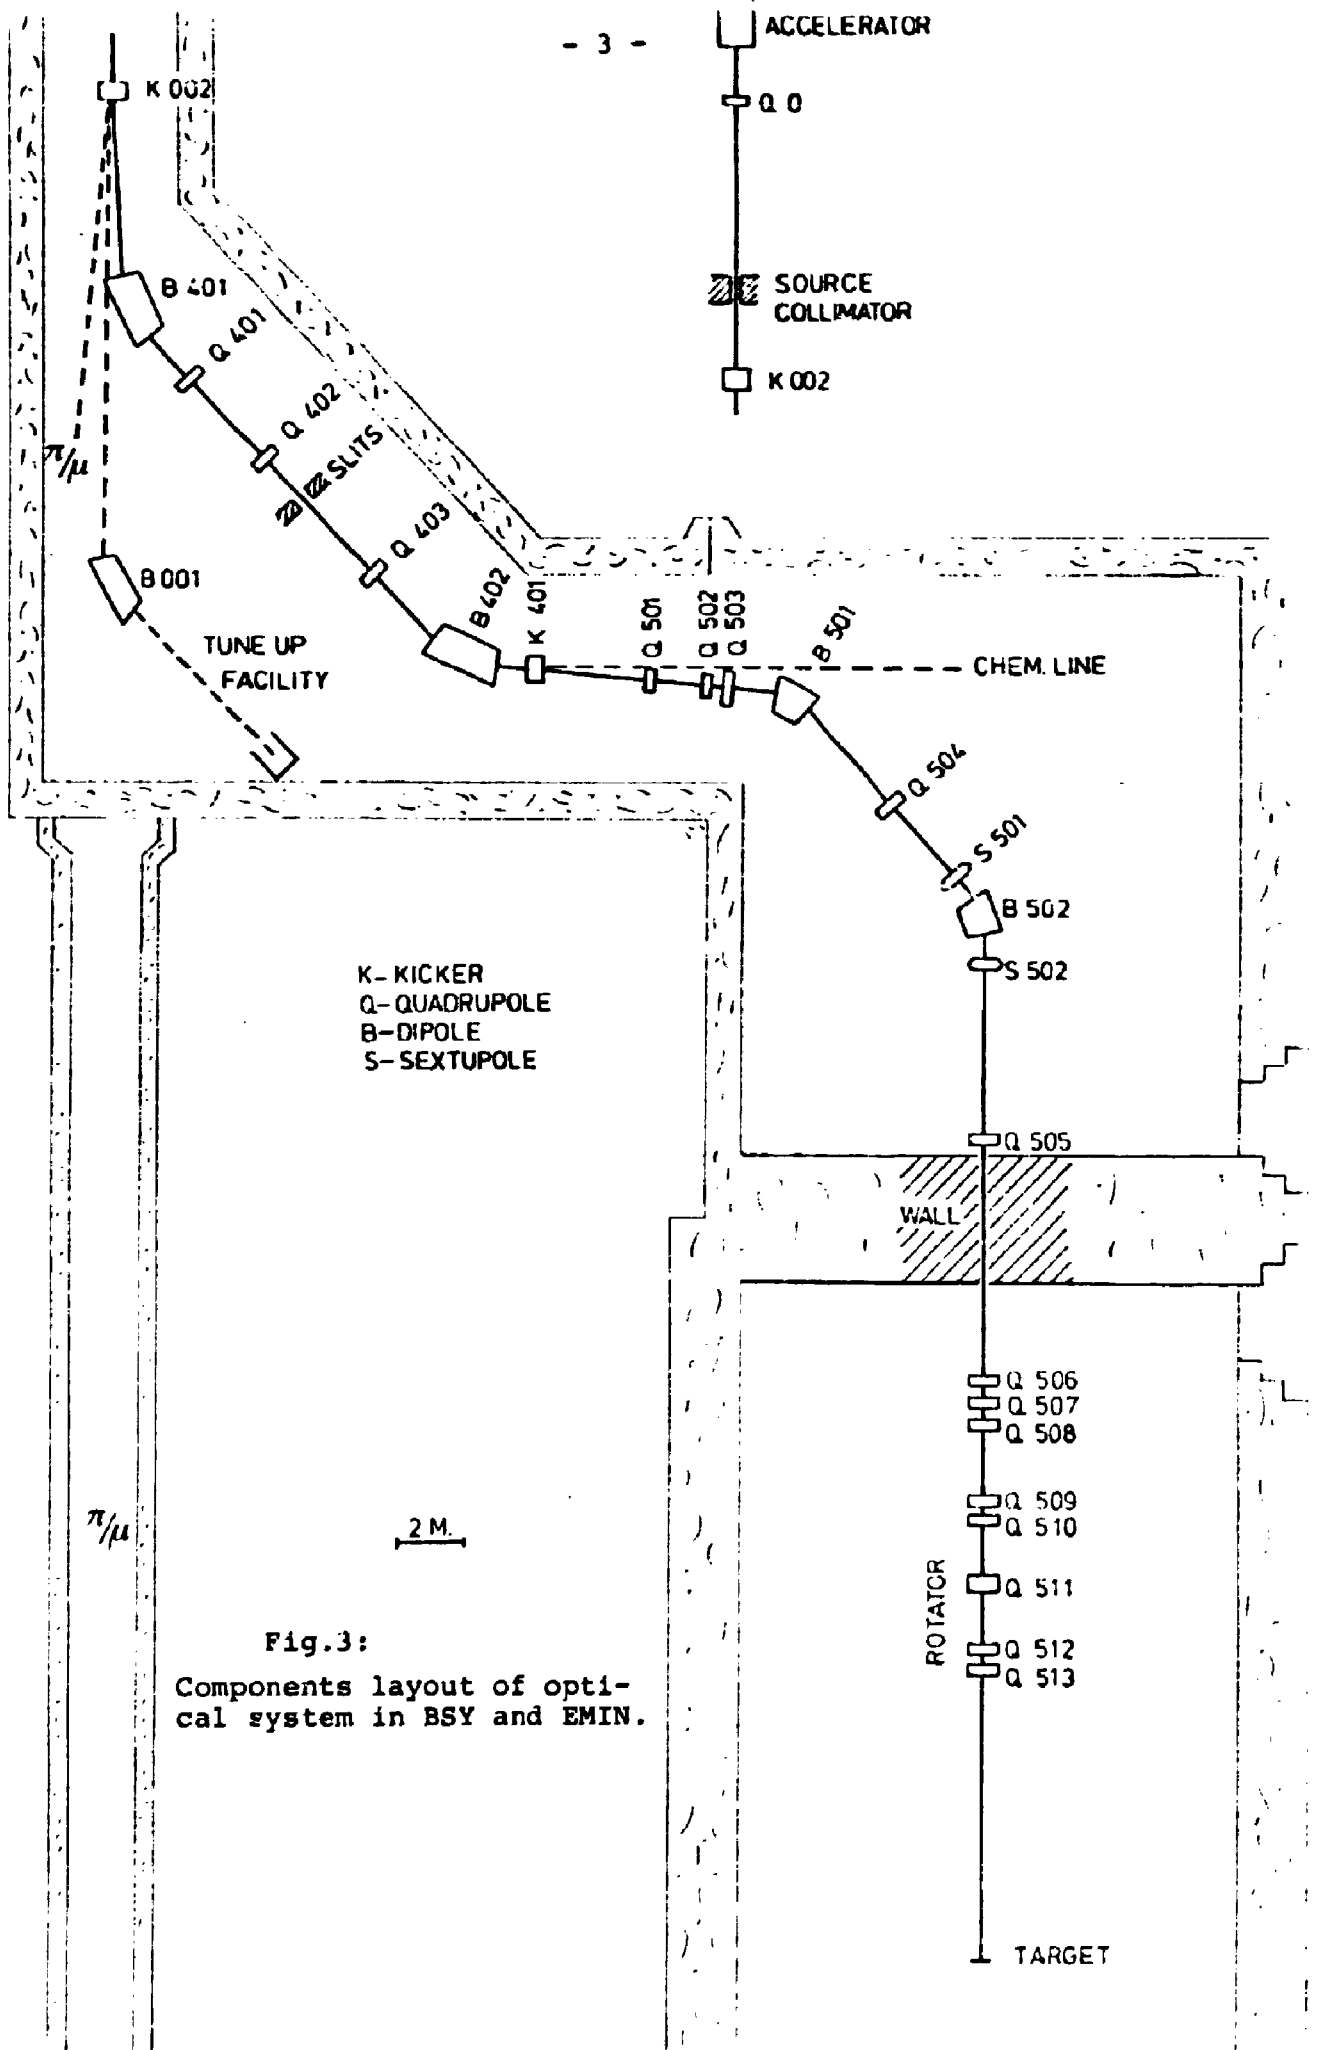 - 3 -
ACCELERATOR
Q 0
SOURCE
COLLIMATOR
K 002
K 002
B 401
Q 401
Q 402
SLITS
Q 403
B 402
K 401
Q 501
Q 502
Q 503
B 501
CHEM. LINE
π/μ
B 001
TUNE UP
FACILITY
Q 504
S 501
B 502
S 502
K- KICKER
Q- QUADRUPOLE
B-DIPOLE
S-SEXTUPOLE
Q 505
WALL
Q 506
Q 507
Q 508
Q 509
Q 510
Q 511
Q 512
Q 513
ROTATOR
π/μ
2 M.
TARGET
Fig.3:
Components layout of opti-
cal system in BSY and EMIN.